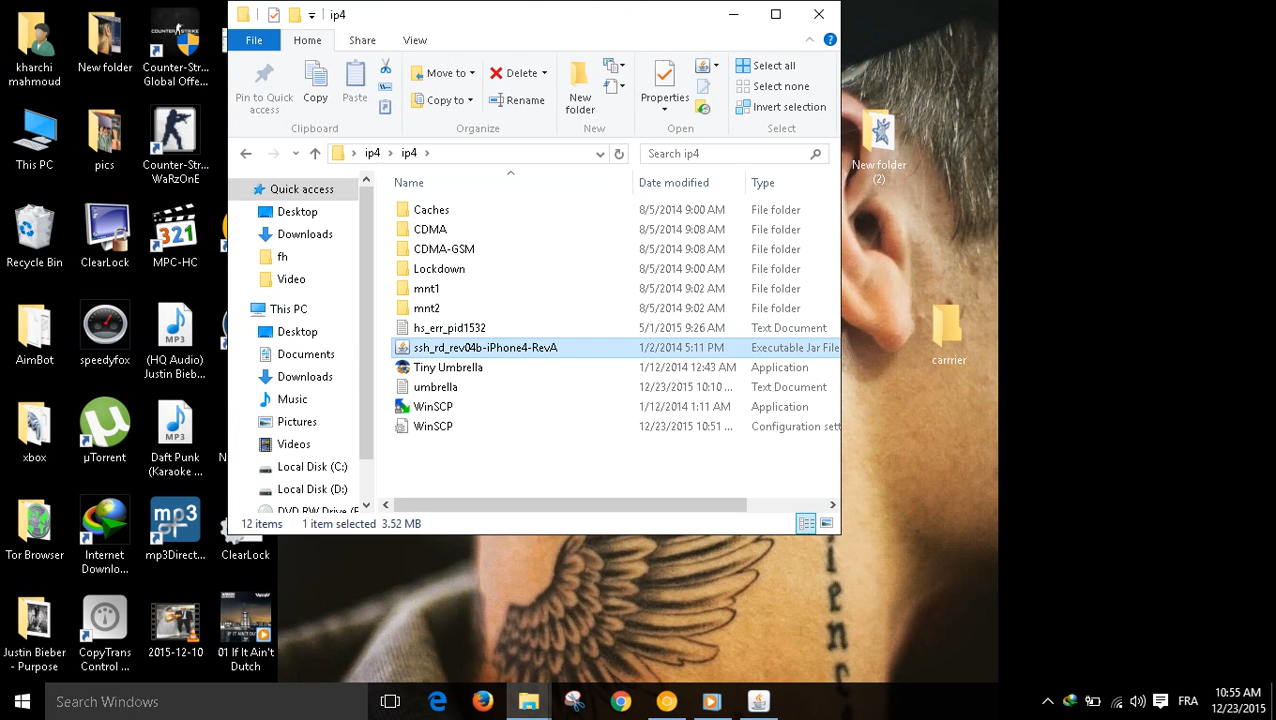 ip4
File
Home
Share
View
Pin to Quick
access
Copy
Paste
Move to
Copy to
Delete
Rename
New
folder
Properties
Select all
Select none
Invert selection
Clipboard
Organize
New
Open
Select
ip4
ip4
Search ip4
Quick access
Desktop
Downloads
fh
Video
This PC
Desktop
Documents
Downloads
Music
Pictures
Videos
Local Disk (C:)
Local Disk (D:)
DVD RW Drive (F
Name
Date modified
Type
Caches 8/5/2014 9:00 AM File folder
CDMA 8/5/2014 9:08 AM File folder
CDMA-GSM 8/5/2014 9:08 AM File folder
Lockdown 8/5/2014 9:00 AM File folder
mnt1 8/5/2014 9:02 AM File folder
mnt2 8/5/2014 9:02 AM File folder
hs_err_pid1532 5/1/2015 9:26 AM Text Document
ssh_rd_rev04b-iPhone4-RevA 1/2/2014 5:11 PM Executable Jar File
Tiny Umbrella 1/12/2014 12:43 AM Application
umbrella 12/23/2015 10:10 ... Text Document
WinSCP 1/12/2014 1:11 AM Application
WinSCP 12/23/2015 10:51 ... Configuration sett
12 items
1 item selected 3.52 MB
kharchi
mahmoud
New folder
COUNTER STRIKE
Counter-Str...
Global Offe...
This PC
pics
Counter-Str
WaRzOnE
Recycle Bin
ClearLock
321
MPC-HC
AimBot
speedyfox
MP3
(HQ Audio)
Justin Bieb...
xbox
µTorrent
MP3
Daft Punk
(Karaoke ...
Tor Browser
Internet
Downlo...
mp3
mp3Direct...
ClearLock
Justin Bieber
- Purpose
CopyTrans
Control ...
2015-12-10
01 If It Ain't
Dutch
New folder
(2)
carrrier
Search Windows
FRA
10:55 AM
12/23/2015